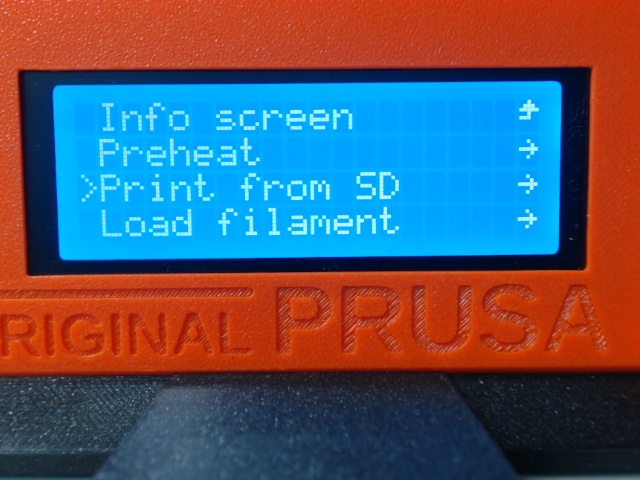 Info screen
Preheat
>Print from SD
Load filament
RIGINAL PRUSA